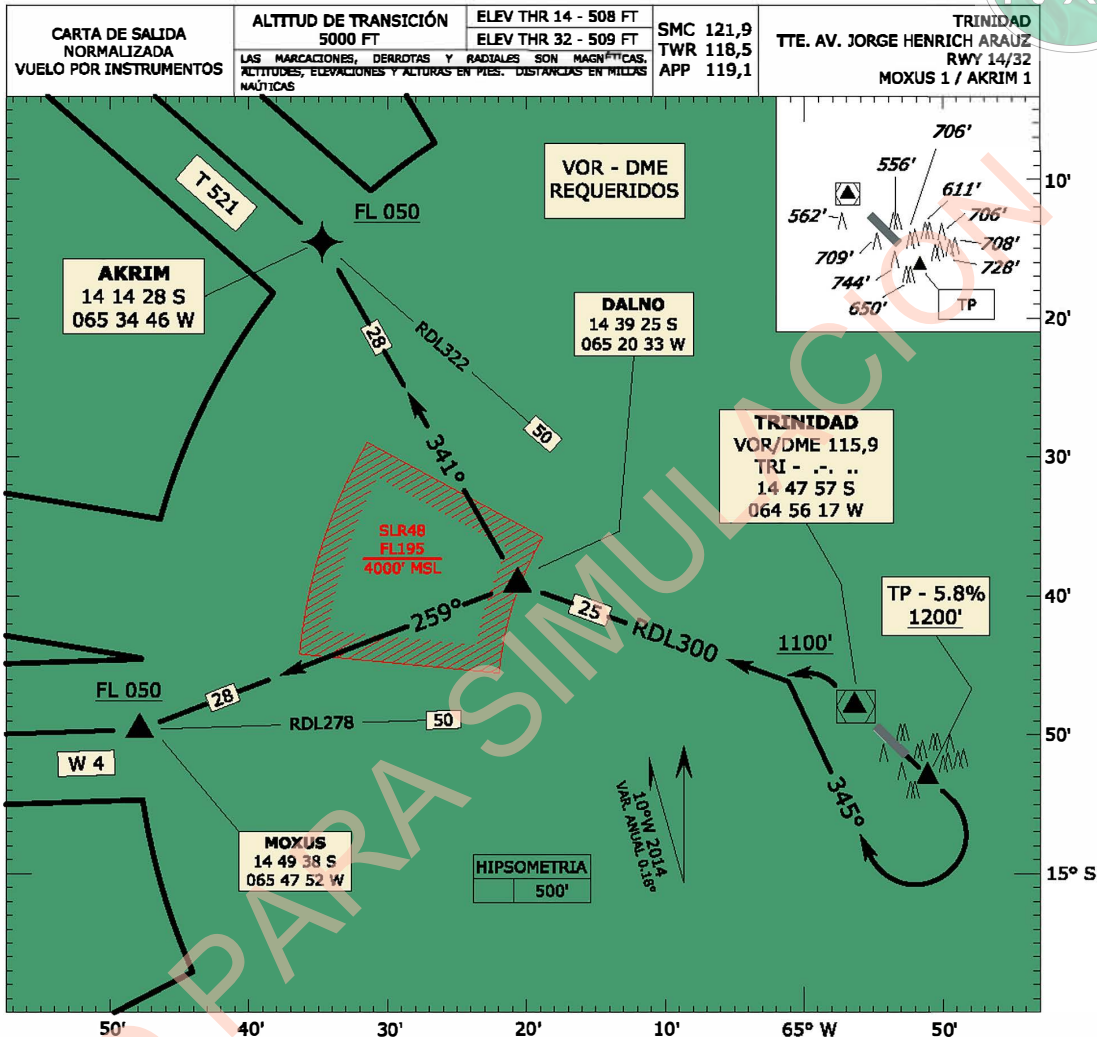 CARTA DE SALIDA
NORMALIZADA
VUELO POR INSTRUMENTOS
ALTITUD DE TRANSICIÓN
5000 FT
ELEV THR 14 - 508 FT
ELEV THR 32 - 509 FT
LAS MARCACIONES, DERROTAS Y RADIALES SON MAGNÉTICAS.
ALTITUDES, ELEVACIONES Y ALTURAS EN PIES. DISTANCIAS EN MILLAS
NAÚTICAS
SMC 121,9
TWR 118,5
APP 119,1
TRINIDAD
TTE. AV. JORGE HENRICH ARAUZ
RWY 14/32
MOXUS 1 / AKRIM 1
706'
556'
611'
562'
706'
709'
708'
744'
728'
650'
TP
VOR - DME
REQUERIDOS
T 521
FL 050
AKRIM
14 14 28 S
065 34 46 W
28
RDL322
50
341°
DALNO
14 39 25 S
065 20 33 W
TRINIDAD
VOR/DME 115,9
TRI - .-. ..
14 47 57 S
064 56 17 W
SLR48
FL195
4000' MSL
TP - 5.8%
1200'
25
RDL300
259°
1100'
FL 050
28
RDL278
50
W 4
345°
10°W 2014
VAR. ANUAL 0.18°
MOXUS
14 49 38 S
065 47 52 W
HIPSOMETRIA
500'
10'
20'
30'
40'
50'
15° S
50'
40'
30'
20'
10'
65° W
50'
PARA SIMULACION